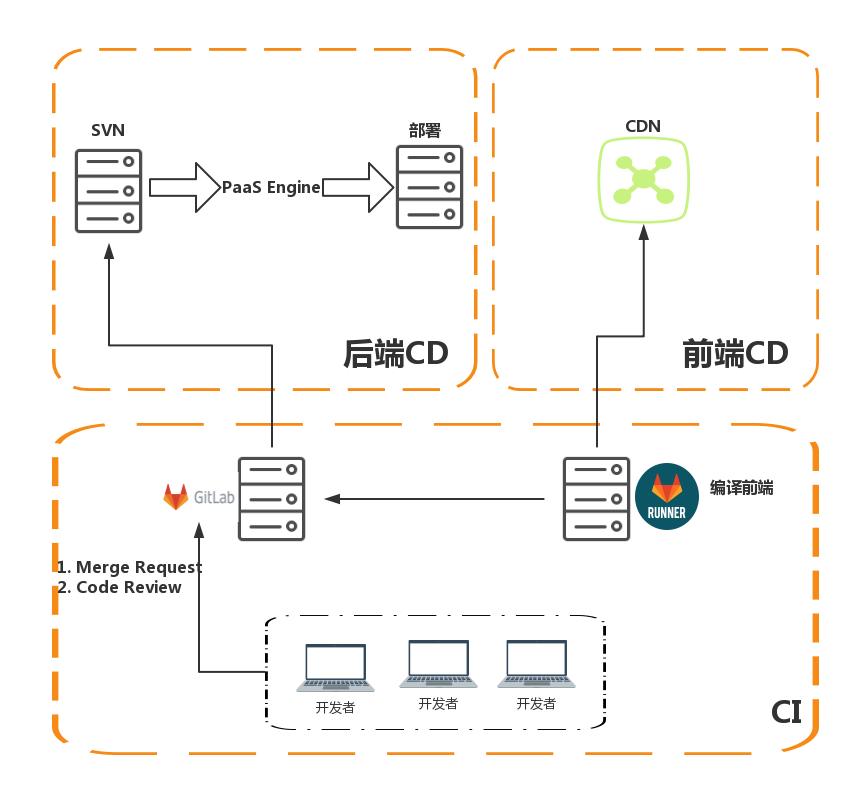 SVN
部署
CDN
PaaS Engine
后端CD
前端CD
GitLab
RUNNER
编译前端
1. Merge Request
2. Code Review
开发者
开发者
开发者
CI